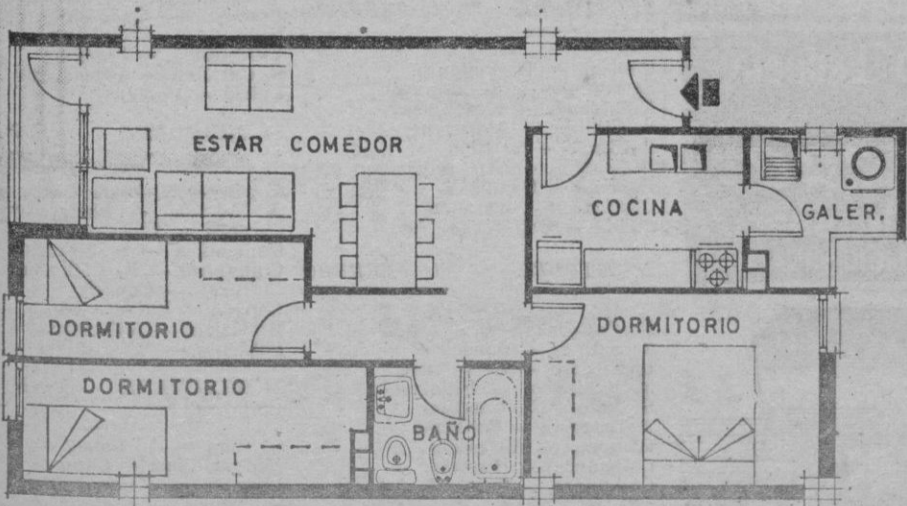 ESTAR COMEDOR
COCINA
GALER.
DORMITORIO
DORMITORIO
DORMITORIO
BAÑO